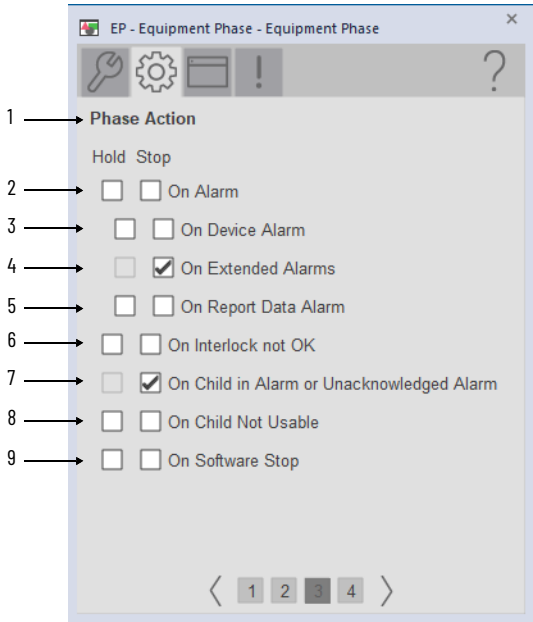 EP - Equipment Phase - Equipment Phase
×
?
1 Phase Action
Hold Stop
2 On Alarm
3 On Device Alarm
4 On Extended Alarms
5 On Report Data Alarm
6 On Interlock not OK
7 On Child in Alarm or Unacknowledged Alarm
8 On Child Not Usable
9 On Software Stop
1 2 3 4